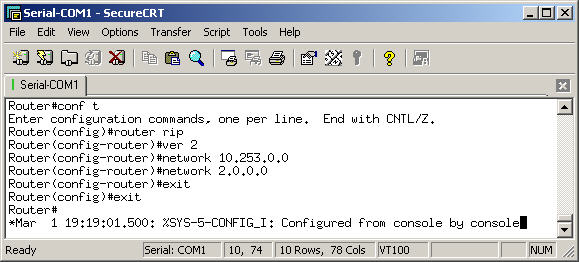 Serial-COM1 - SecureCRT
File Edit View Options Transfer Script Tools Help
Serial-COM1
Router#conf t
Enter configuration commands, one per line.  End with CNTL/Z.
Router(config)#router rip
Router(config-router)#ver 2
Router(config-router)#network 10.253.0.0
Router(config-router)#network 2.0.0.0
Router(config-router)#exit
Router(config)#exit
Router#
*Mar  1 19:19:01.500: %SYS-5-CONFIG_I: Configured from console by console
Ready Serial: COM1 10, 74 10 Rows, 78 Cols VT100 NUM